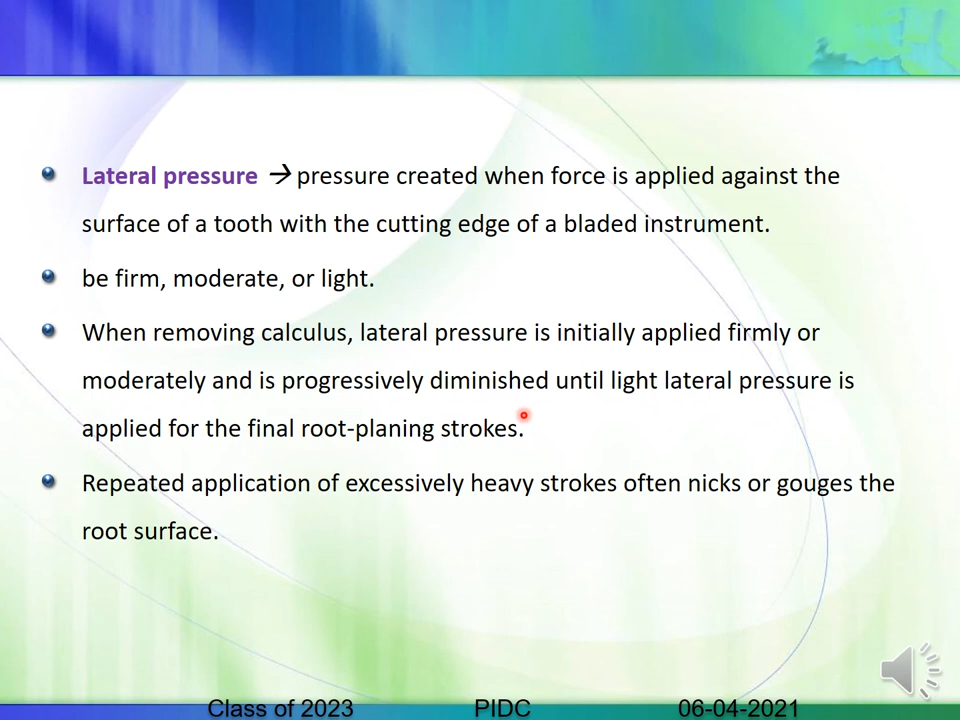 Lateral pressure → pressure created when force is applied against the
surface of a tooth with the cutting edge of a bladed instrument.
be firm, moderate, or light.
When removing calculus, lateral pressure is initially applied firmly or
moderately and is progressively diminished until light lateral pressure is
applied for the final root-planing strokes.
Repeated application of excessively heavy strokes often nicks or gouges the
root surface.
Class of 2023 PIDC 06-04-2021